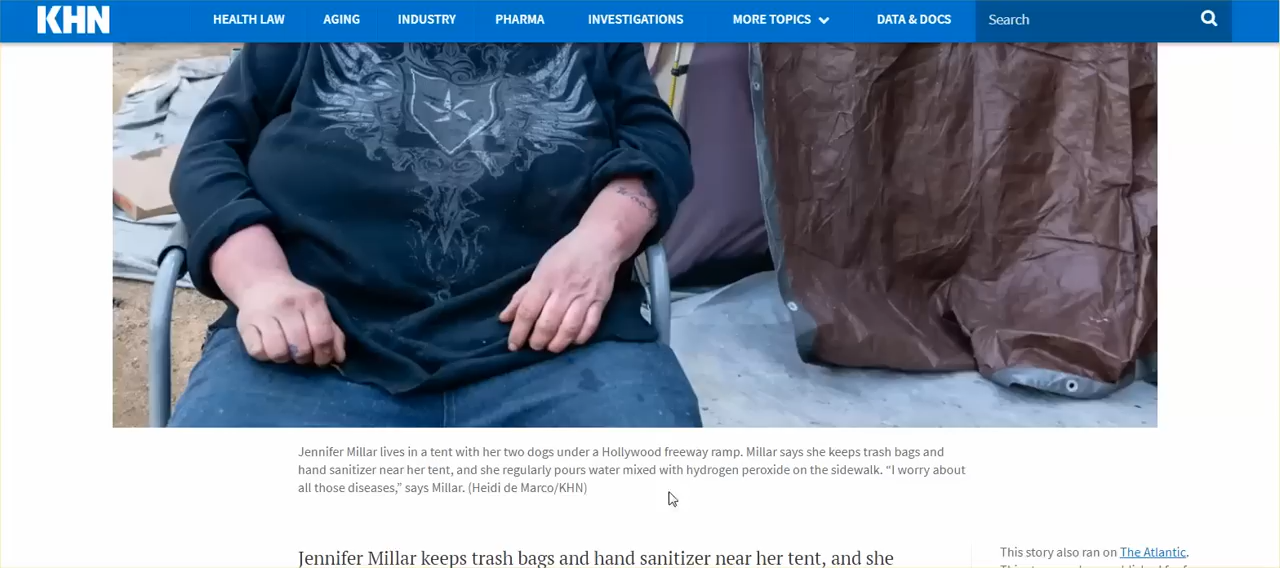 KHN HEALTH LAW AGING INDUSTRY PHARMA INVESTIGATIONS MORE TOPICS DATA & DOCS Search
Jennifer Millar lives in a tent with her two dogs under a Hollywood freeway ramp. Millar says she keeps trash bags and
hand sanitizer near her tent, and she regularly pours water mixed with hydrogen peroxide on the sidewalk. “I worry about
all those diseases,” says Millar. (Heidi de Marco/KHN)
Jennifer Millar keeps trash bags and hand sanitizer near her tent, and she
This story also ran on The Atlantic.